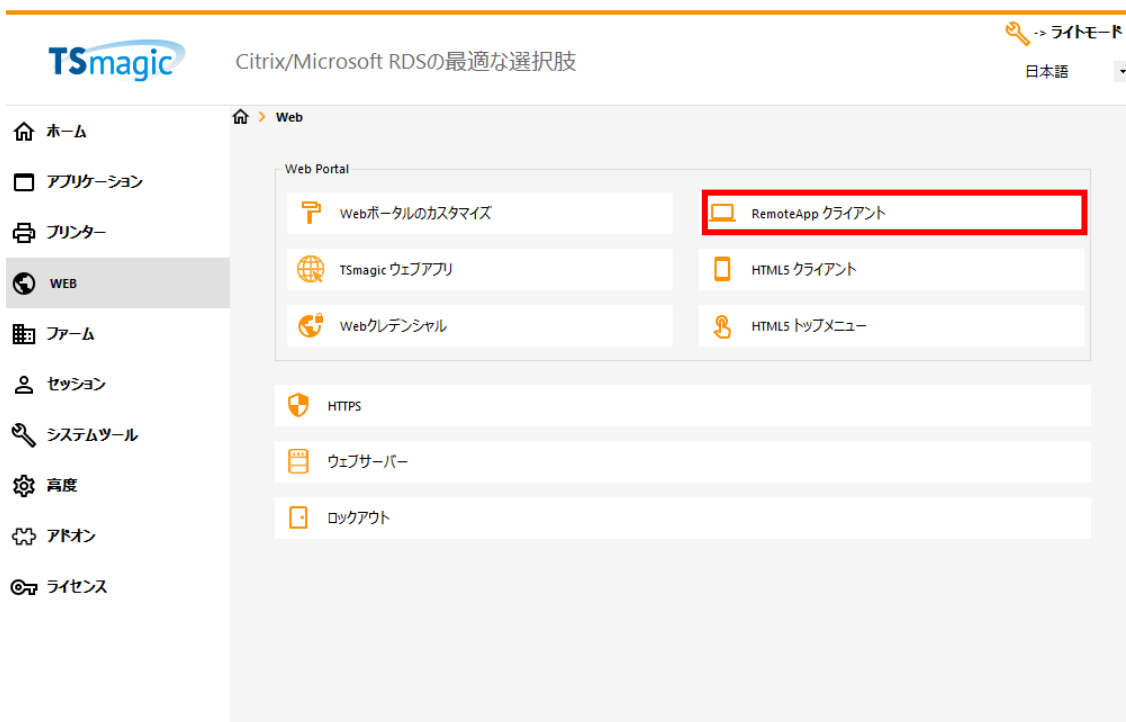 -> ライトモード
TSmagic
Citrix/Microsoft RDSの最適な選択肢
日本語
ホーム
アプリケーション
プリンター
WEB
ファーム
セッション
システムツール
高度
アドオン
ライセンス
> Web
Web Portal
Webポータルのカスタマイズ
RemoteApp クライアント
TSmagic ウェブアプリ
HTML5 クライアント
Webクレデンシャル
HTML5 トップメニュー
HTTPS
ウェブサーバー
ロックアウト